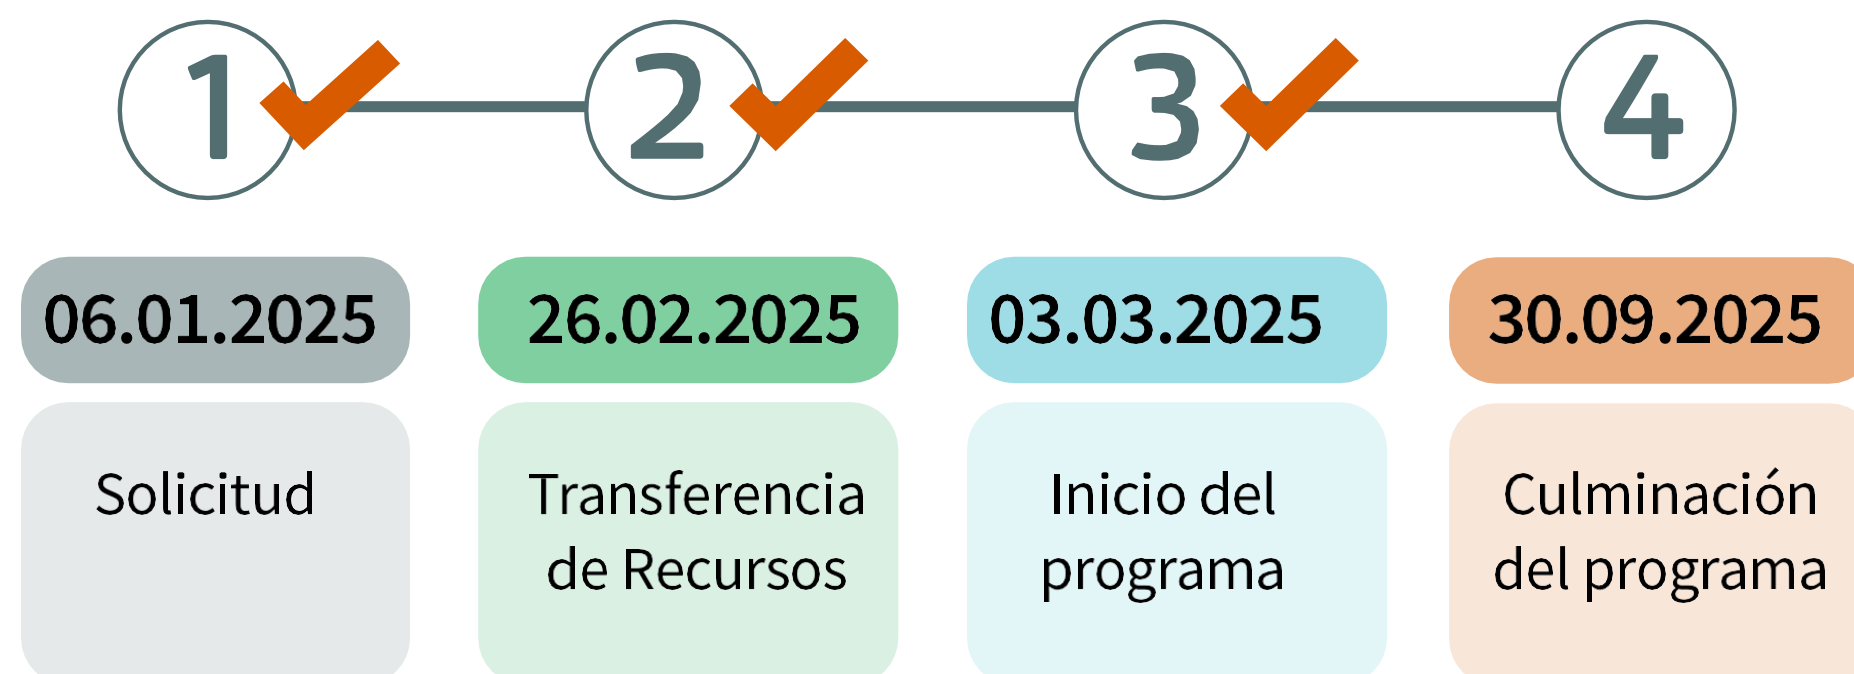 1
2
3
4
06.01.2025
26.02.2025
03.03.2025
30.09.2025
Solicitud
Transferencia
de Recursos
Inicio del
programa
Culminación
del programa